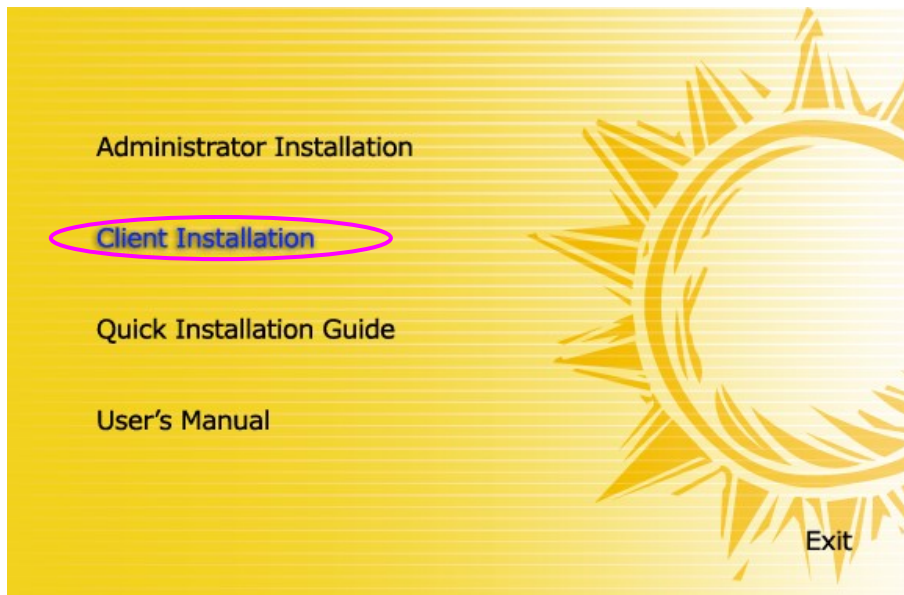 Administrator Installation
Client Installation
Quick Installation Guide
User’s Manual
Exit